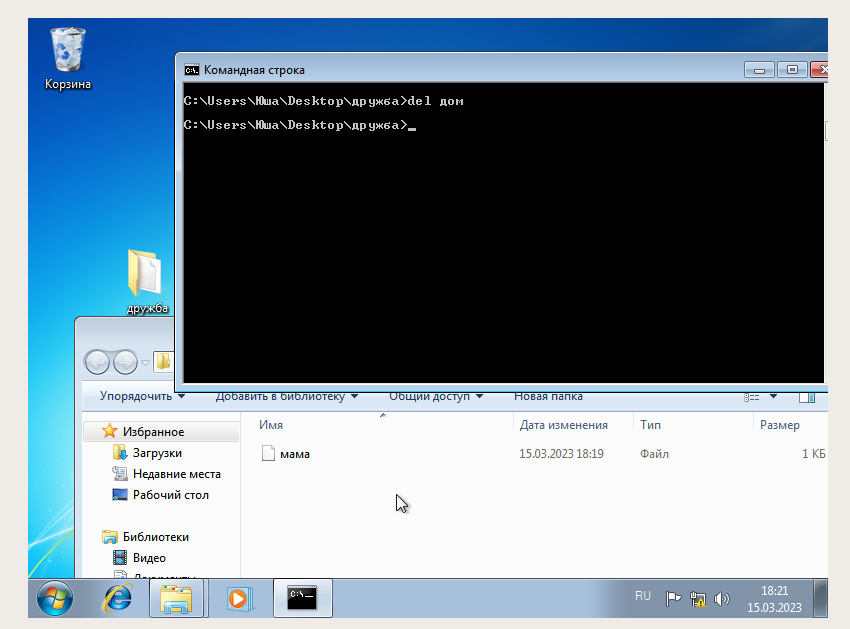 Корзина
Командная строка
C:\Users\Юша\Desktop\дружба>del дом
C:\Users\Юша\Desktop\дружба>_
дружба
Упорядочить Добавить в библиотеку Общий доступ Новая папка
Имя Дата изменения Тип Размер
Избранное
мама 15.03.2023 18:19 Файл 1 КБ
Загрузки
Недавние места
Рабочий стол
Библиотеки
Видео
Документы
RU 18:21
15.03.2023